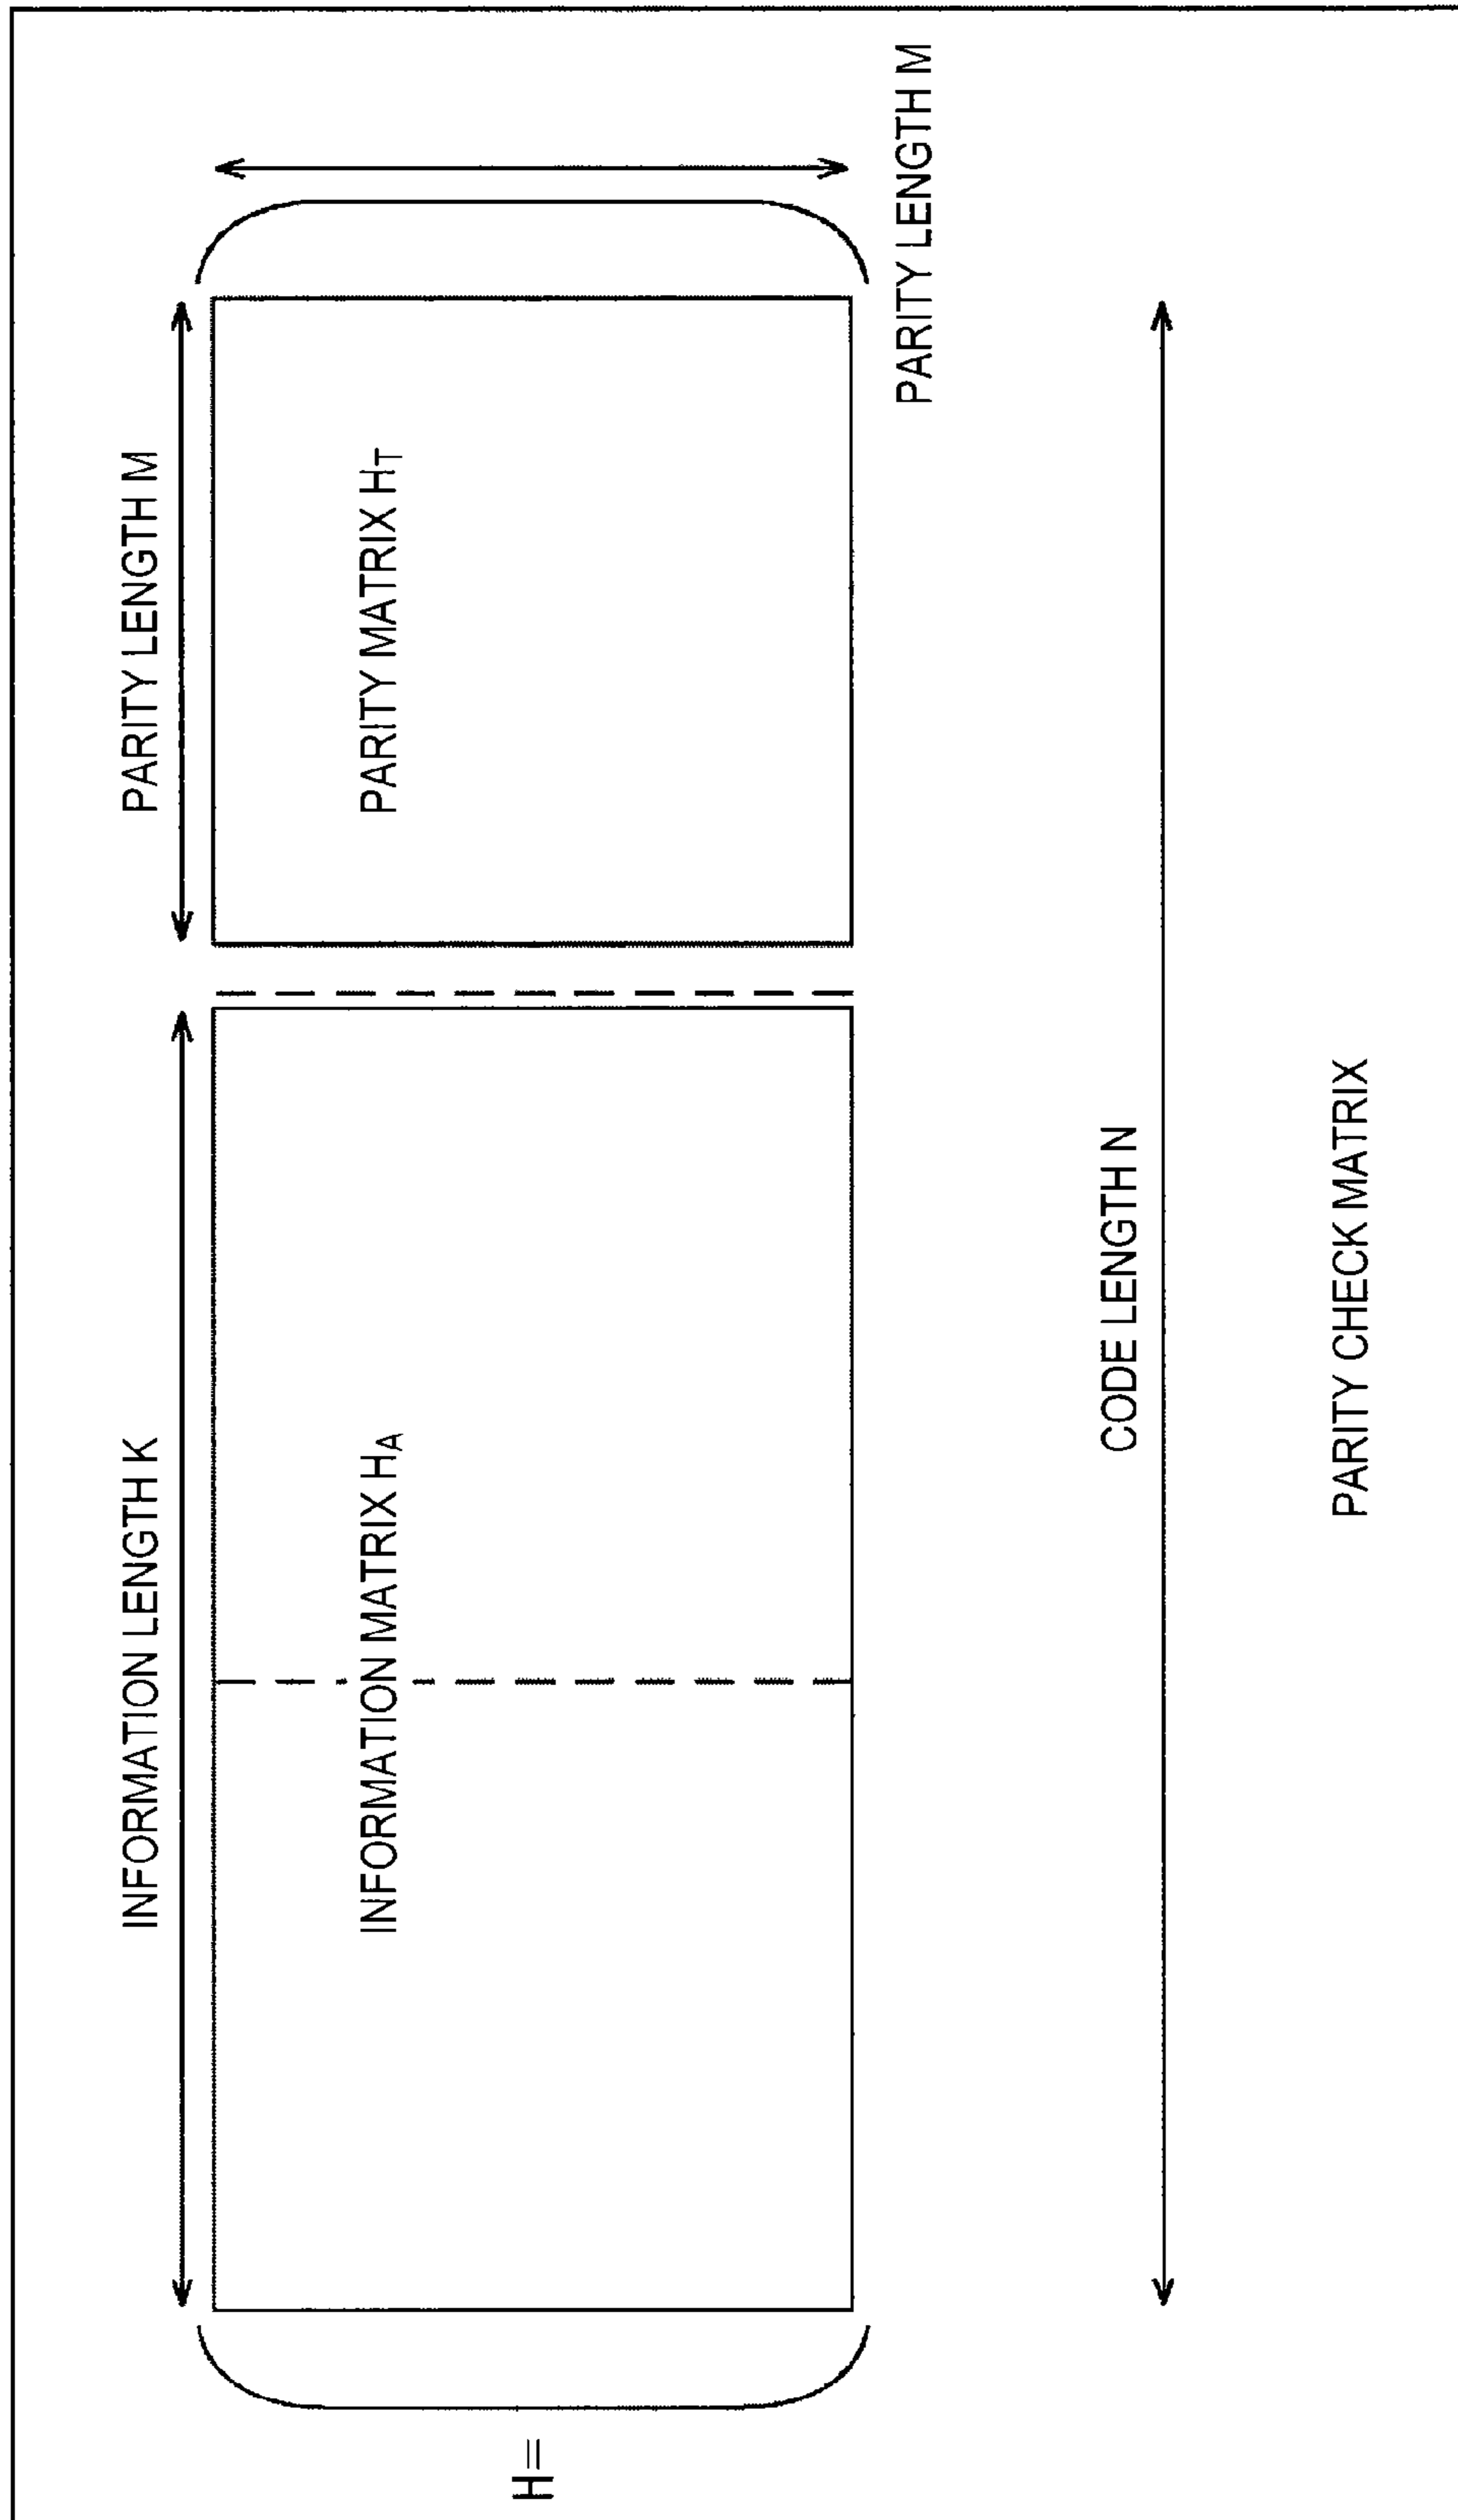 INFORMATION LENGTH K
PARITY LENGTH M
H=
INFORMATION MATRIX HA
PARITY MATRIX HT
PARITY LENGTH M
CODE LENGTH N
PARITY CHECK MATRIX